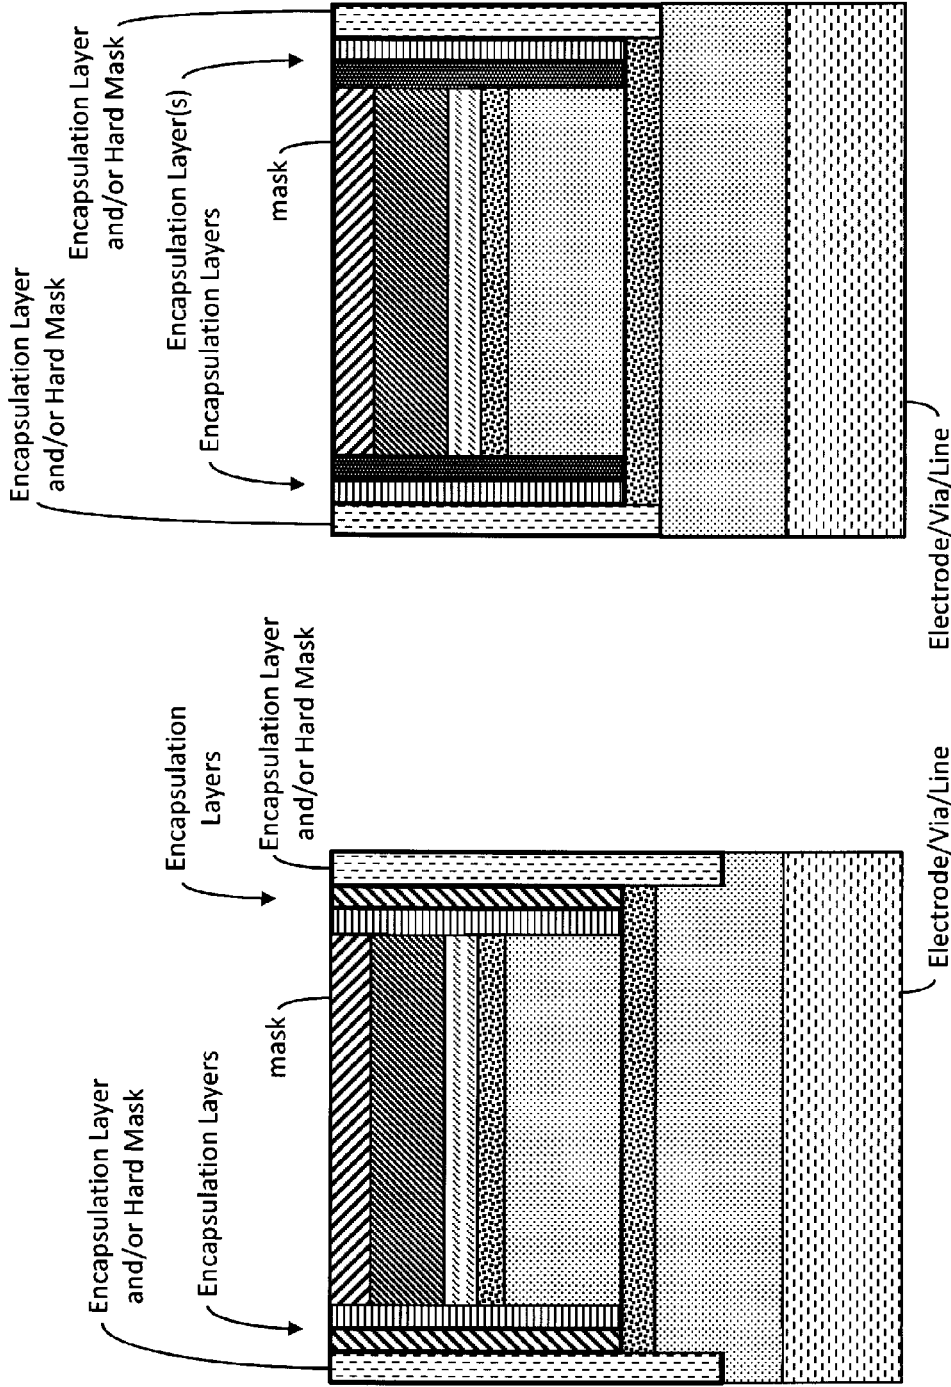 Encapsulation Layer
and/or Hard Mask
Encapsulation Layers
mask
Encapsulation
Layers
Encapsulation Layer
and/or Hard Mask
Electrode/Via/Line
Encapsulation Layer
and/or Hard Mask
Encapsulation Layer
and/or Hard Mask
Encapsulation Layer(s)
Encapsulation Layers
mask
Electrode/Via/Line